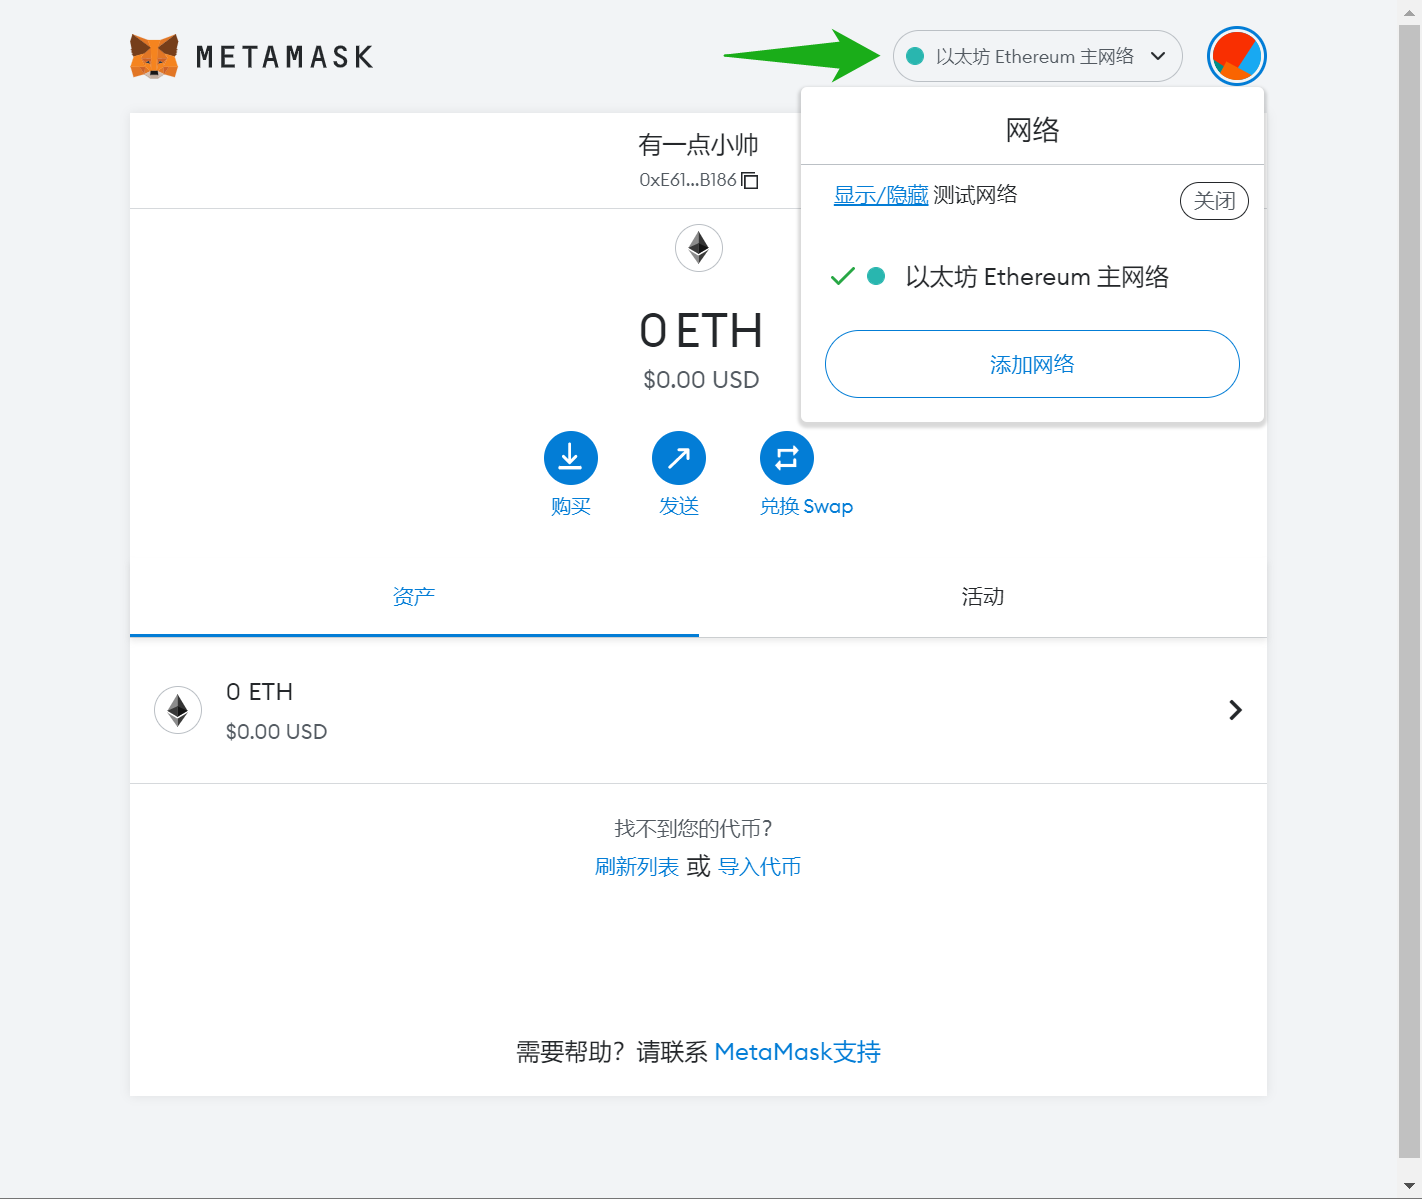 METAMASK
以太坊 Ethereum 主网络
网络
显示/隐藏 测试网络
关闭
以太坊 Ethereum 主网络
添加网络
有一点小帅
0xE61...B186
0 ETH
$0.00 USD
购买
发送
兑换 Swap
资产
活动
0 ETH
$0.00 USD
找不到您的代币？
刷新列表 或 导入代币
需要帮助？请联系 MetaMask支持